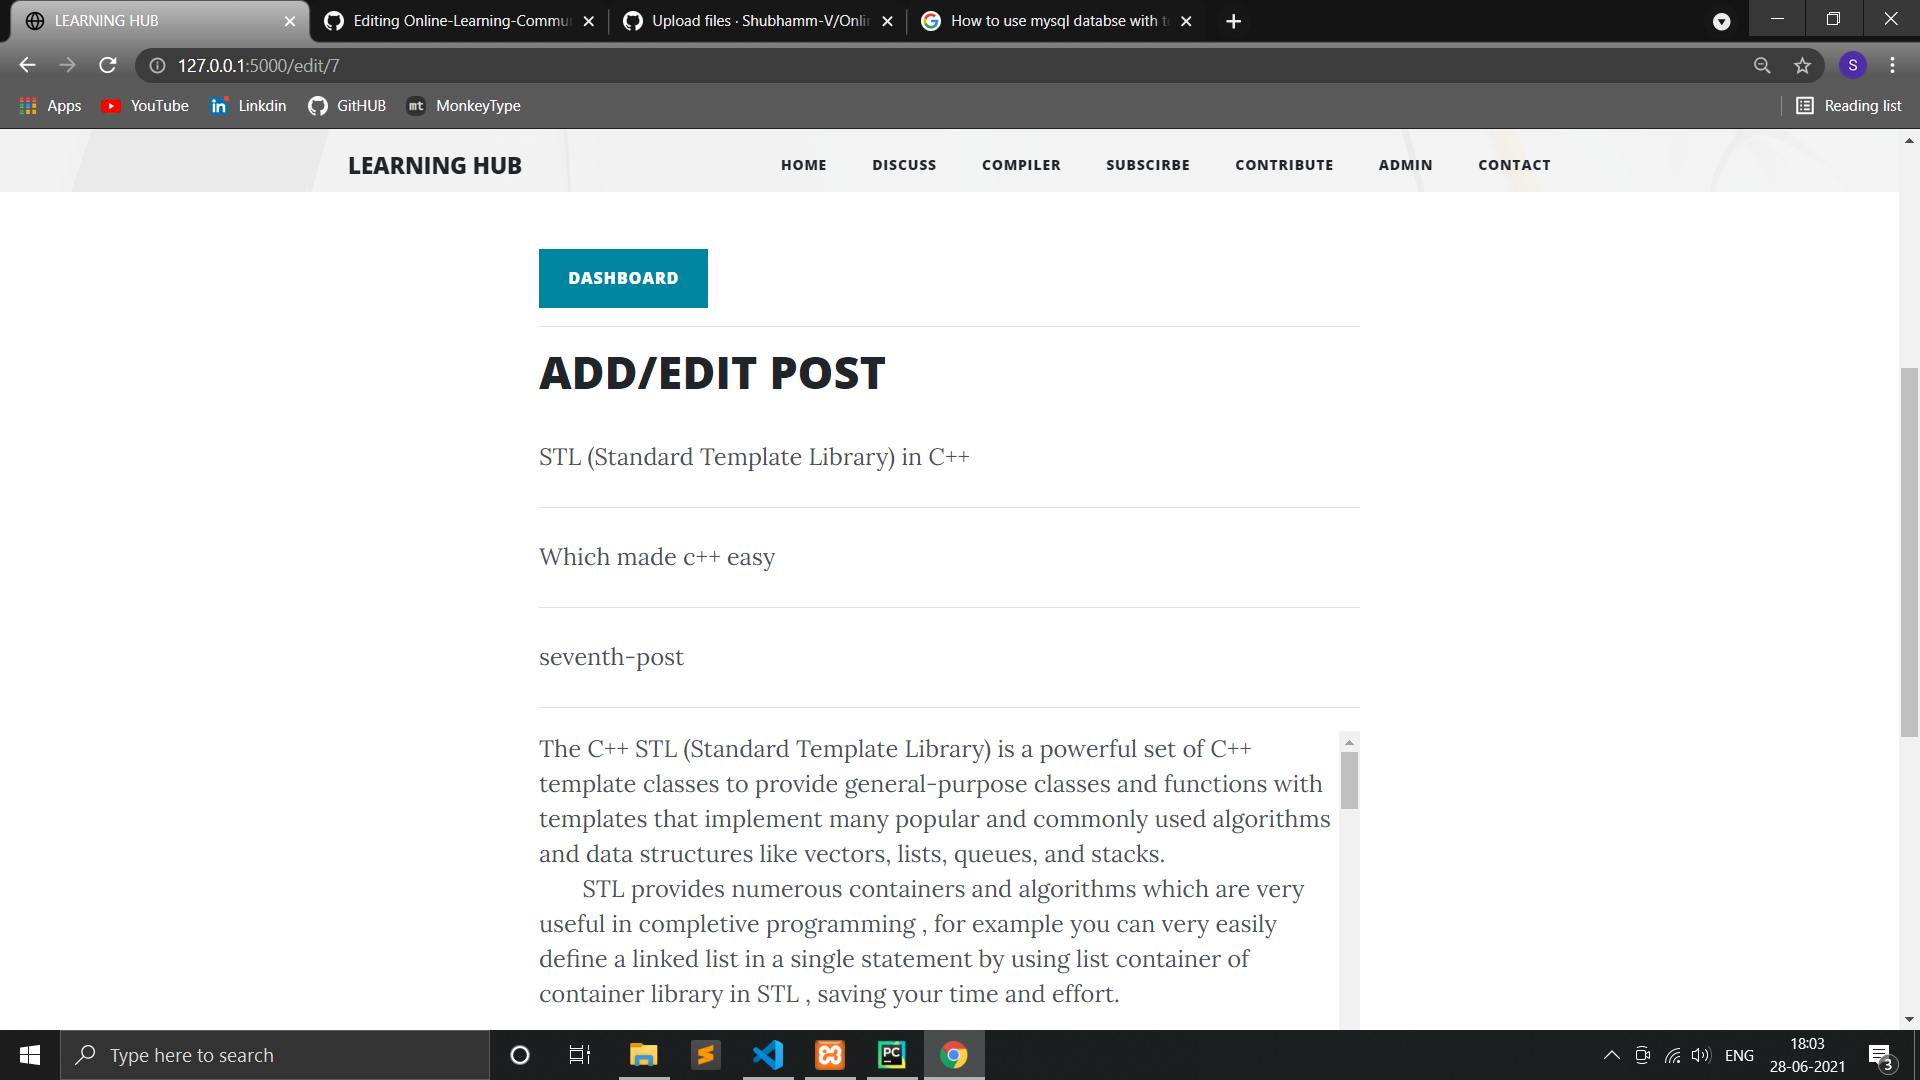 LEARNING HUB
Editing Online-Learning-Commu
Upload files · Shubhamm-V/Onli
How to use mysql databse with t
127.0.0.1:5000/edit/7
S
Apps
YouTube
Linkdin
GitHUB
mt MonkeyType
Reading list
LEARNING HUB
HOME
DISCUSS
COMPILER
SUBSCIRBE
CONTRIBUTE
ADMIN
CONTACT
DASHBOARD
ADD/EDIT POST
STL (Standard Template Library) in C++
Which made c++ easy
seventh-post
The C++ STL (Standard Template Library) is a powerful set of C++
template classes to provide general-purpose classes and functions with
templates that implement many popular and commonly used algorithms
and data structures like vectors, lists, queues, and stacks.
STL provides numerous containers and algorithms which are very
useful in completive programming , for example you can very easily
define a linked list in a single statement by using list container of
container library in STL , saving your time and effort.
Type here to search
PC
ENG
18:03
28-06-2021
3